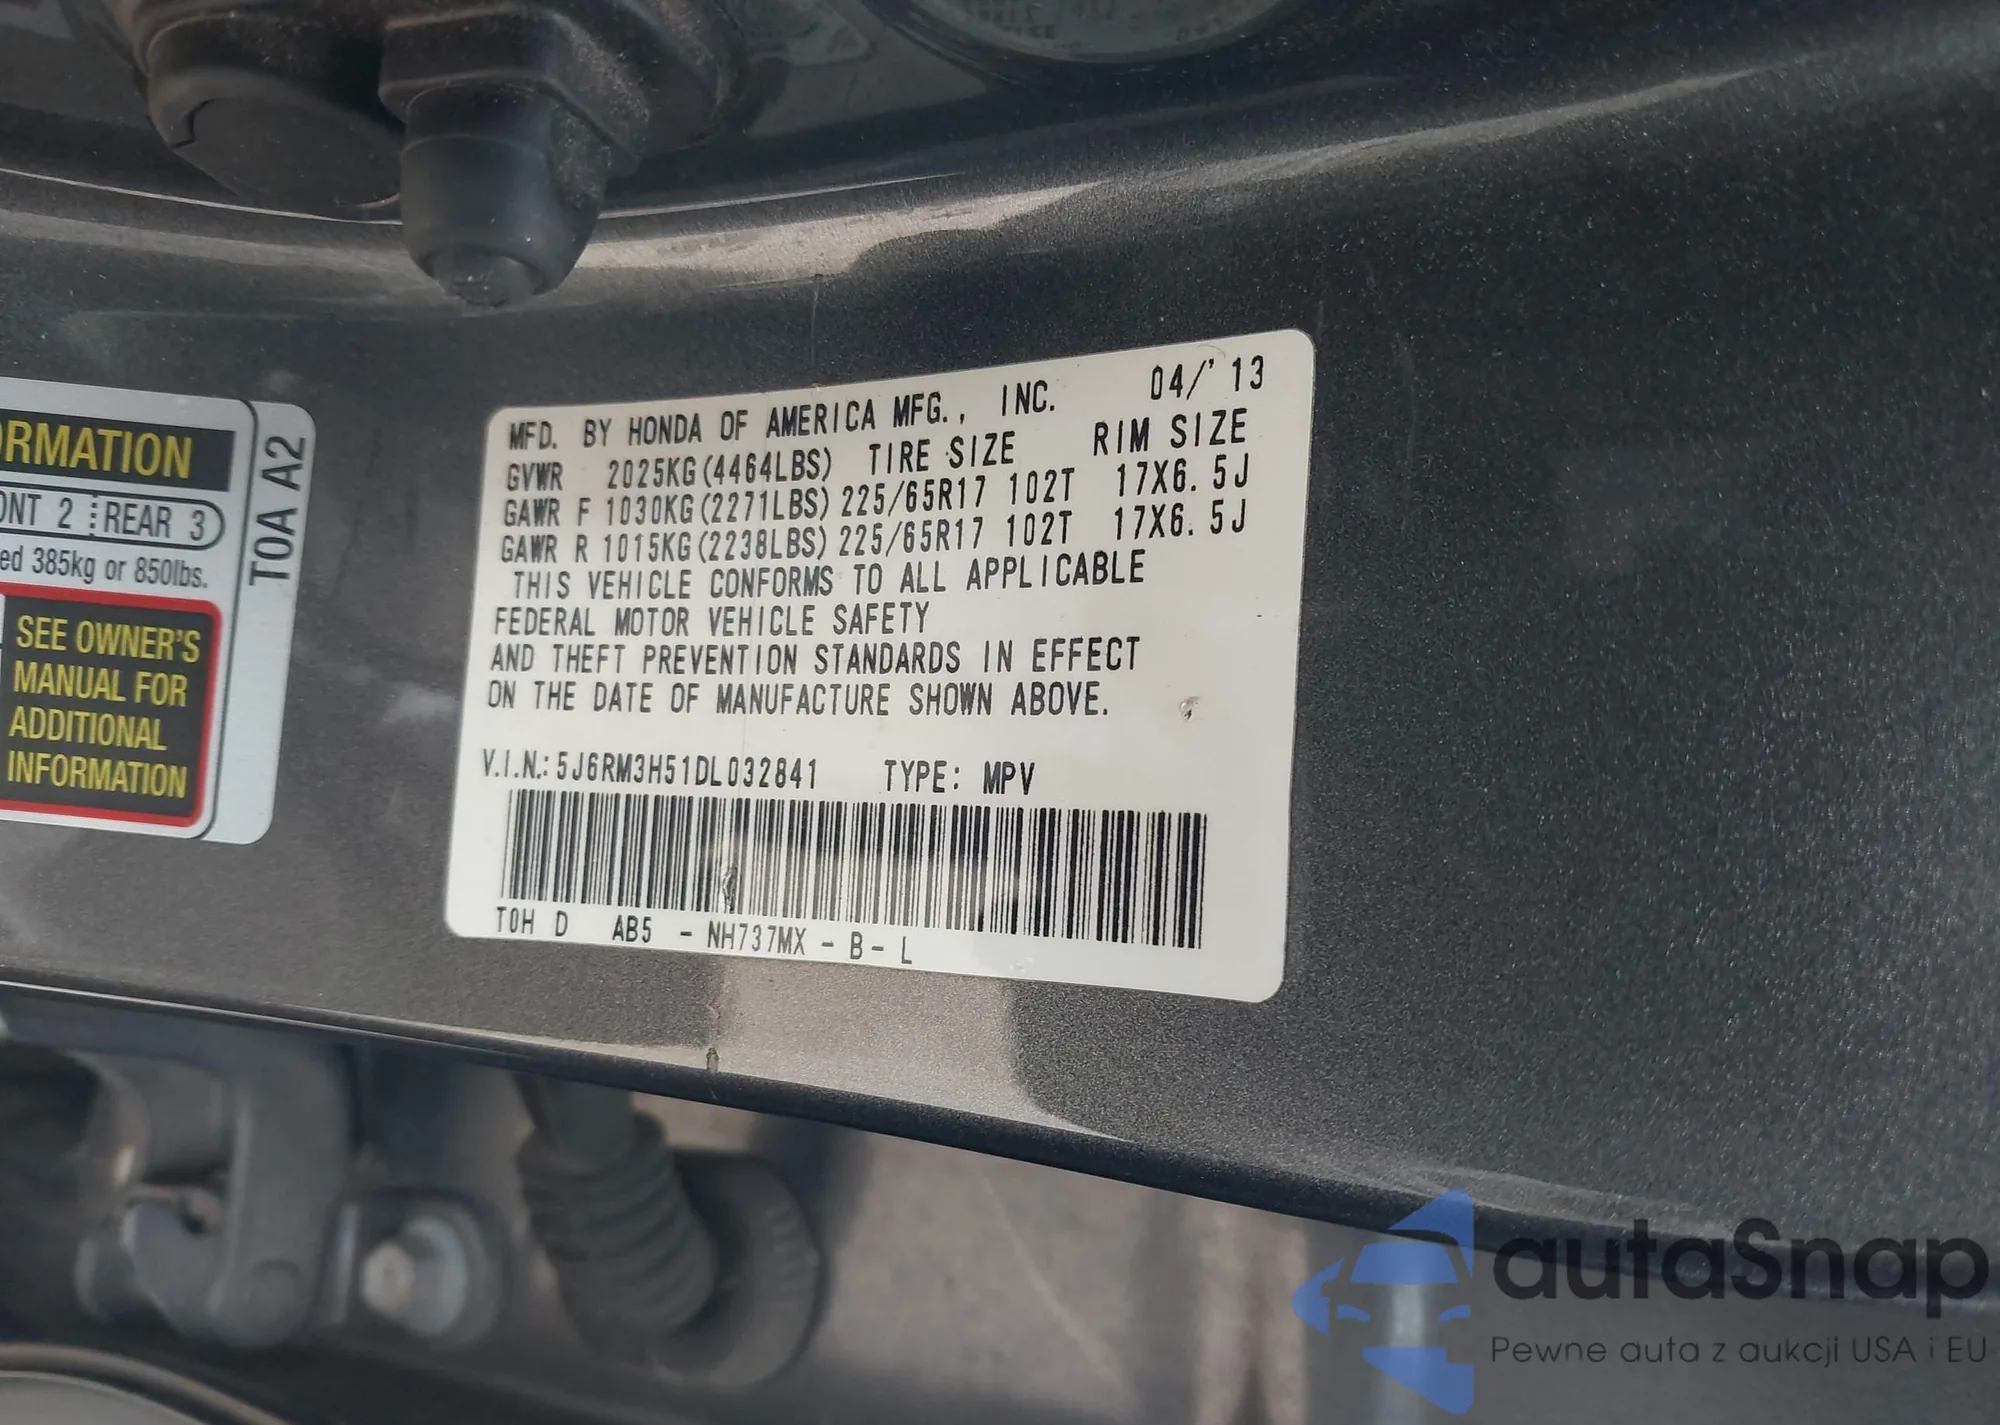 MFD. BY HONDA OF AMERICA MFG., INC. 04/'13
GVWR 2025KG(4464LBS) TIRE SIZE RIM SIZE
GAWR F 1030KG(2271LBS) 225/65R17 102T 17X6.5J
GAWR R 1015KG(2238LBS) 225/65R17 102T 17X6.5J
THIS VEHICLE CONFORMS TO ALL APPLICABLE
FEDERAL MOTOR VEHICLE SAFETY
AND THEFT PREVENTION STANDARDS IN EFFECT
ON THE DATE OF MANUFACTURE SHOWN ABOVE.
V.I.N.: 5J6RM3H51DL032841 TYPE: MPV
T0H D AB5 - NH737MX - B - L
ORMATION
ONT 2 REAR 3
ed 385kg or 850lbs.
SEE OWNER'S
MANUAL FOR
ADDITIONAL
INFORMATION
T0A A2
autaSnap
Pewne auta z aukcji USA i EU